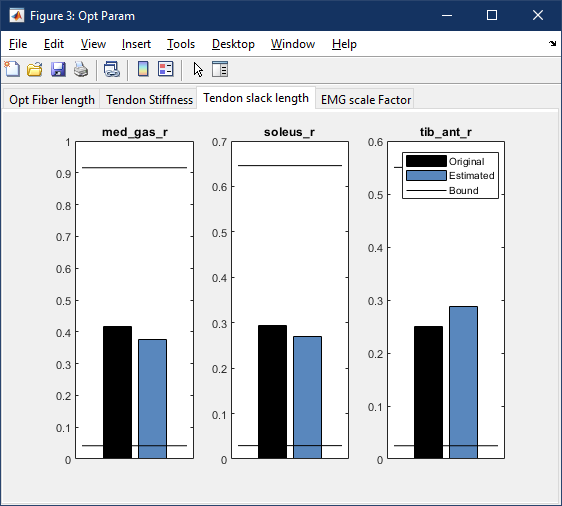 Figure 3: Opt Param
File Edit View Insert Tools Desktop Window Help
Opt Fiber length Tendon Stiffness Tendon slack length EMG scale Factor
med_gas_r
1
0.9
0.8
0.7
0.6
0.5
0.4
0.3
0.2
0.1
0
soleus_r
0.7
0.6
0.5
0.4
0.3
0.2
0.1
0
tib_ant_r
0.6
0.5
0.4
0.3
0.2
0.1
0
Original
Estimated
Bound